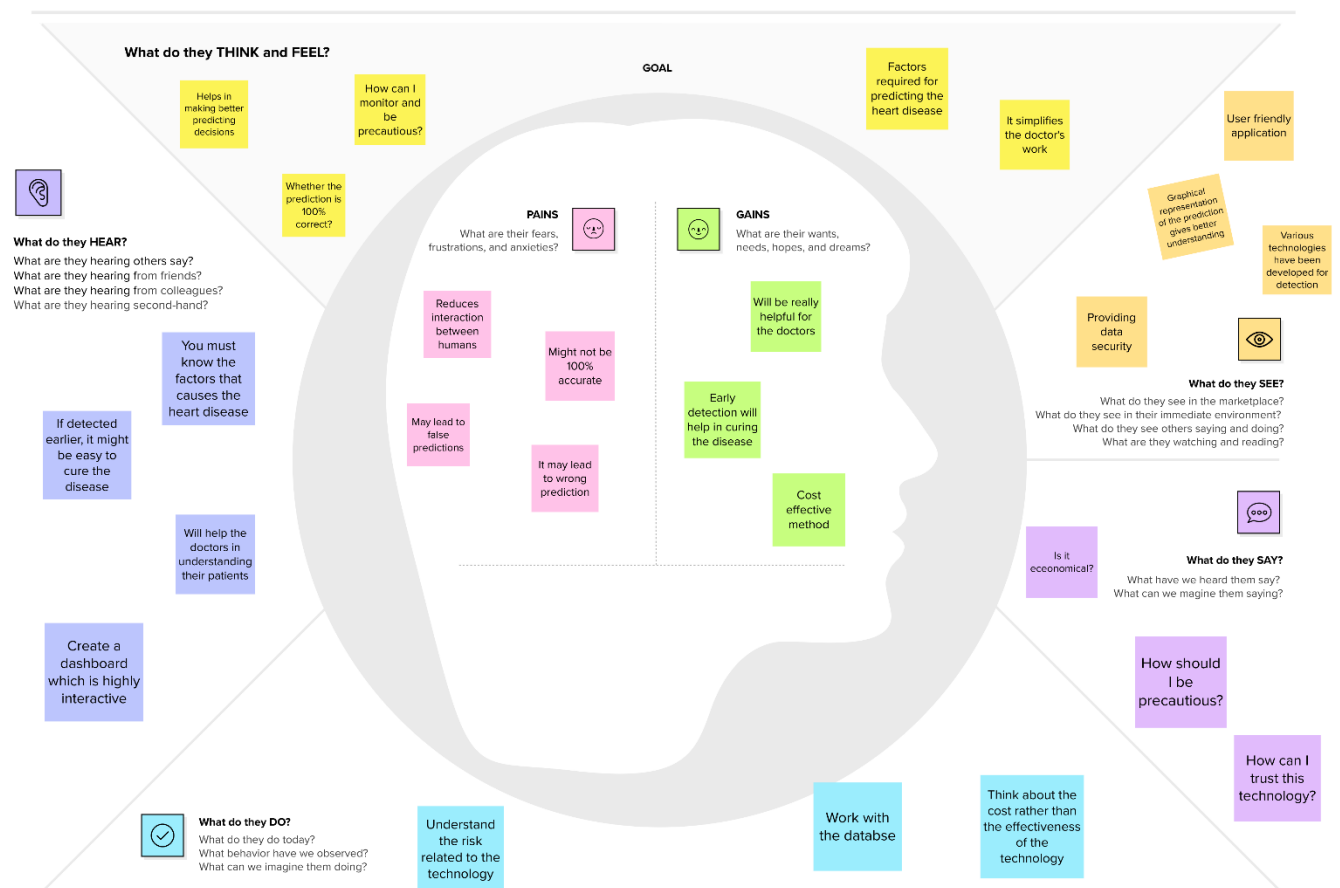 What do they THINK and FEEL?
GOAL
Helps in
making better
predicting
decisions
How can I
monitor and
be
precautious?
Whether the
prediction is
100%
correct?
Factors
required for
predicting the
heart disease
It simplifies
the doctor's
work
User friendly
application
Graphical
representation
of the prediction
gives better
understanding
Various
technologies
have been
developed for
detection
Providing
data
security
What do they HEAR?
What are they hearing others say?
What are they hearing from friends?
What are they hearing from colleagues?
What are they hearing second-hand?
You must
know the
factors that
causes the
heart disease
If detected
earlier, it might
be easy to
cure the
disease
Will help the
doctors in
understanding
their patients
Create a
dashboard
which is highly
interactive
PAINS
What are their fears,
frustrations, and anxieties?
Reduces
interaction
between
humans
Might not be
100%
accurate
May lead to
false
predictions
It may lead
to wrong
prediction
GAINS
What are their wants,
needs, hopes, and dreams?
Will be really
helpful for
the doctors
Early
detection will
help in curing
the disease
Cost
effective
method
What do they SEE?
What do they see in the marketplace?
What do they see in their immediate environment?
What do they see others saying and doing?
What are they watching and reading?
What do they SAY?
What have we heard them say?
What can we magine them saying?
Is it
eceonomical?
How should
I be
precautious?
How can I
trust this
technology?
What do they DO?
What do they do today?
What behavior have we observed?
What can we imagine them doing?
Understand
the risk
related to the
technology
Work with
the databse
Think about the
cost rather than
the effectiveness
of the
technology